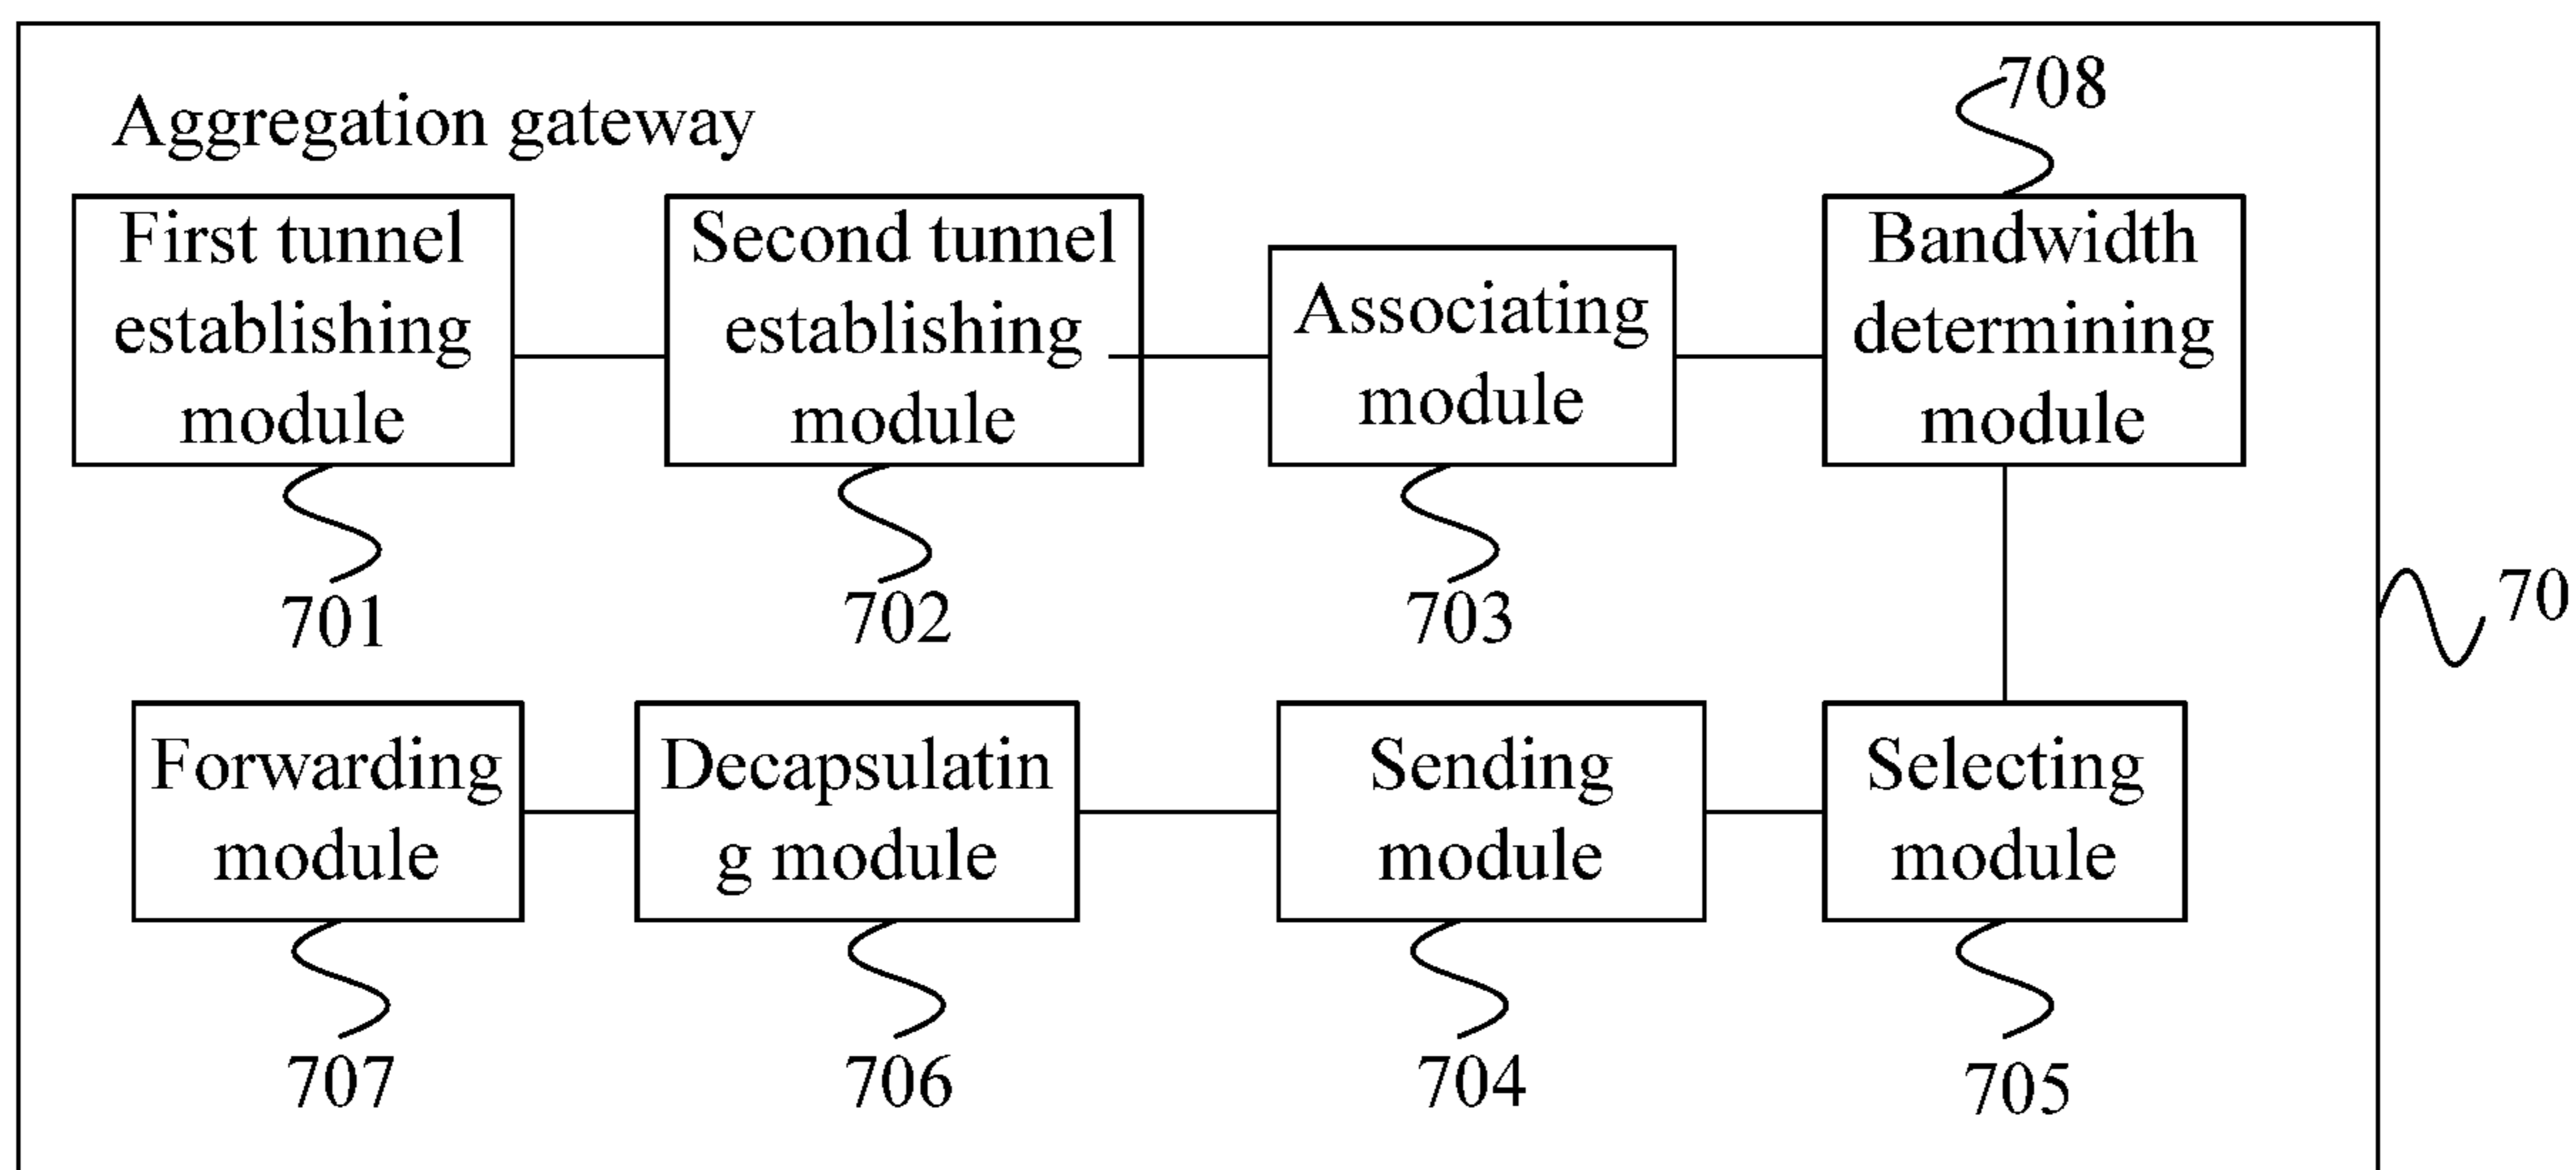 708
Aggregation gateway
First tunnel
establishing
module
Second tunnel
establishing
module
Associating
module
Bandwidth
determining
module
701
702
703
70
Forwarding
module
Decapsulatin
g module
Sending
module
Selecting
module
707
706
704
705